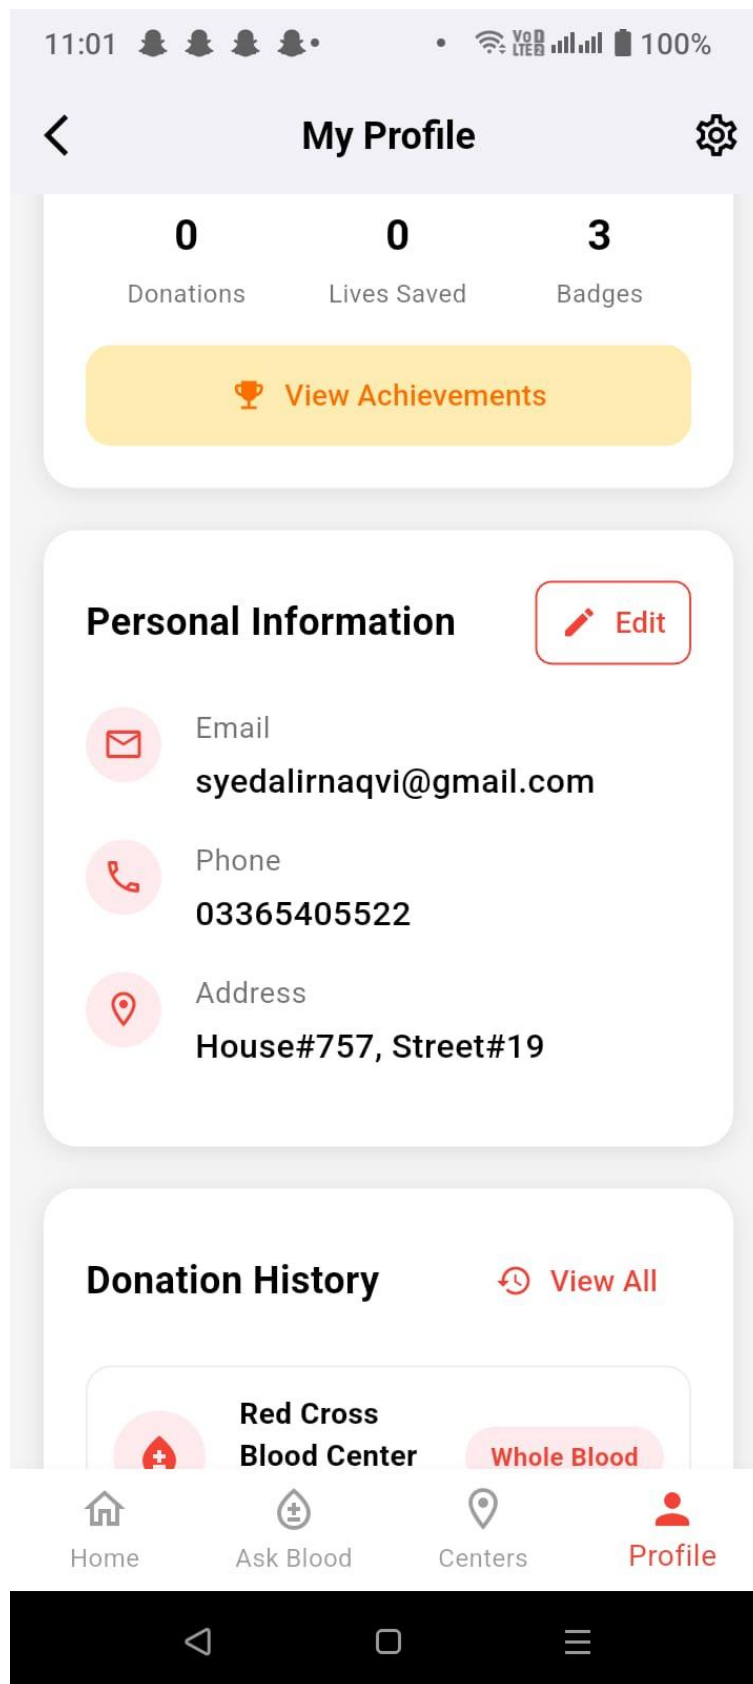 11:01 100%
My Profile
0 0 3
Donations Lives Saved Badges
View Achievements
Personal Information Edit
Email
syedalirnaqvi@gmail.com
Phone
03365405522
Address
House#757, Street#19
Donation History View All
Red Cross
Blood Center Whole Blood
Home Ask Blood Centers Profile